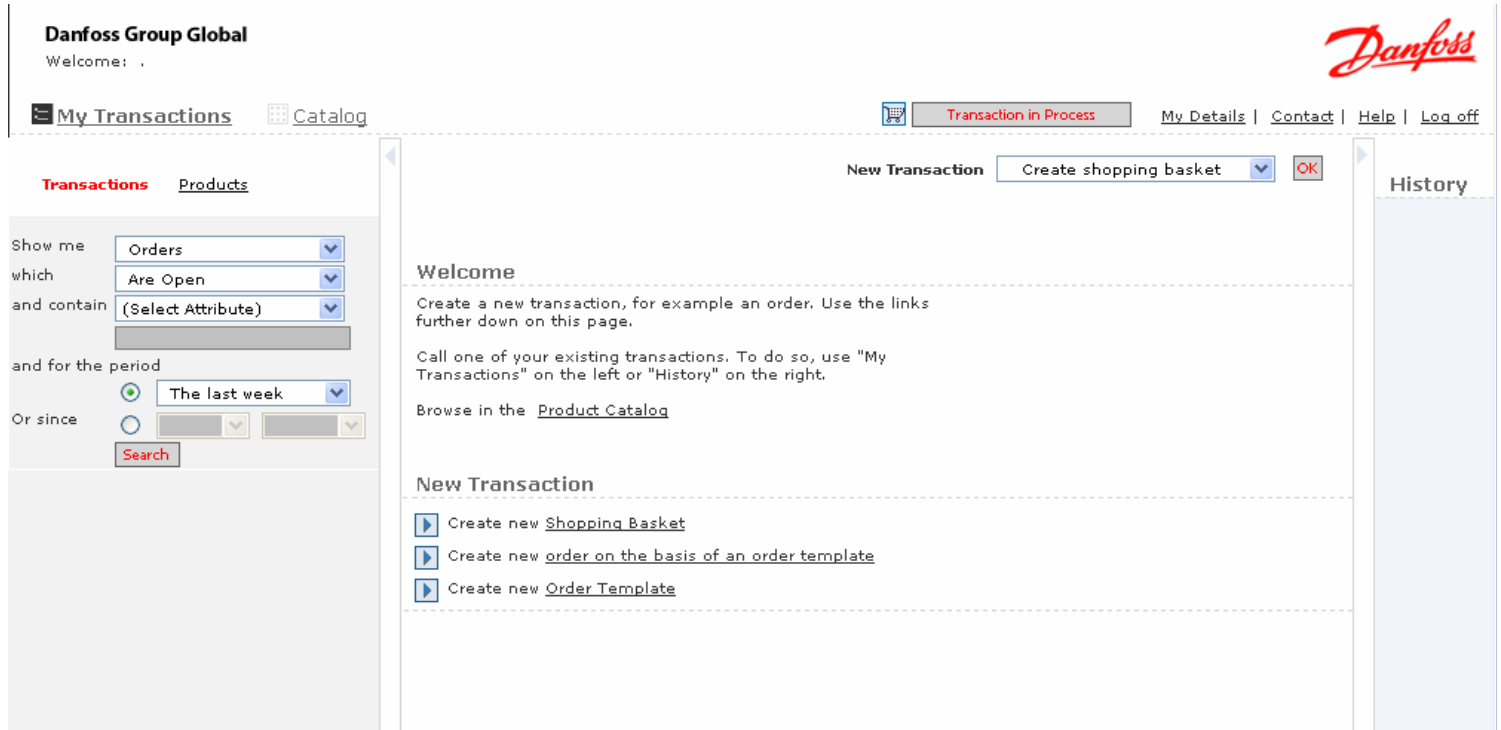 Danfoss Group Global
Welcome: .
Danfoss
My Transactions Catalog
Transaction in Process
My Details | Contact | Help | Log off
Transactions Products
New Transaction Create shopping basket OK
History
Show me Orders
which Are Open
and contain (Select Attribute)
and for the period
The last week
Or since
Search
Welcome
Create a new transaction, for example an order. Use the links
further down on this page.
Call one of your existing transactions. To do so, use "My
Transactions" on the left or "History" on the right.
Browse in the Product Catalog
New Transaction
Create new Shopping Basket
Create new order on the basis of an order template
Create new Order Template